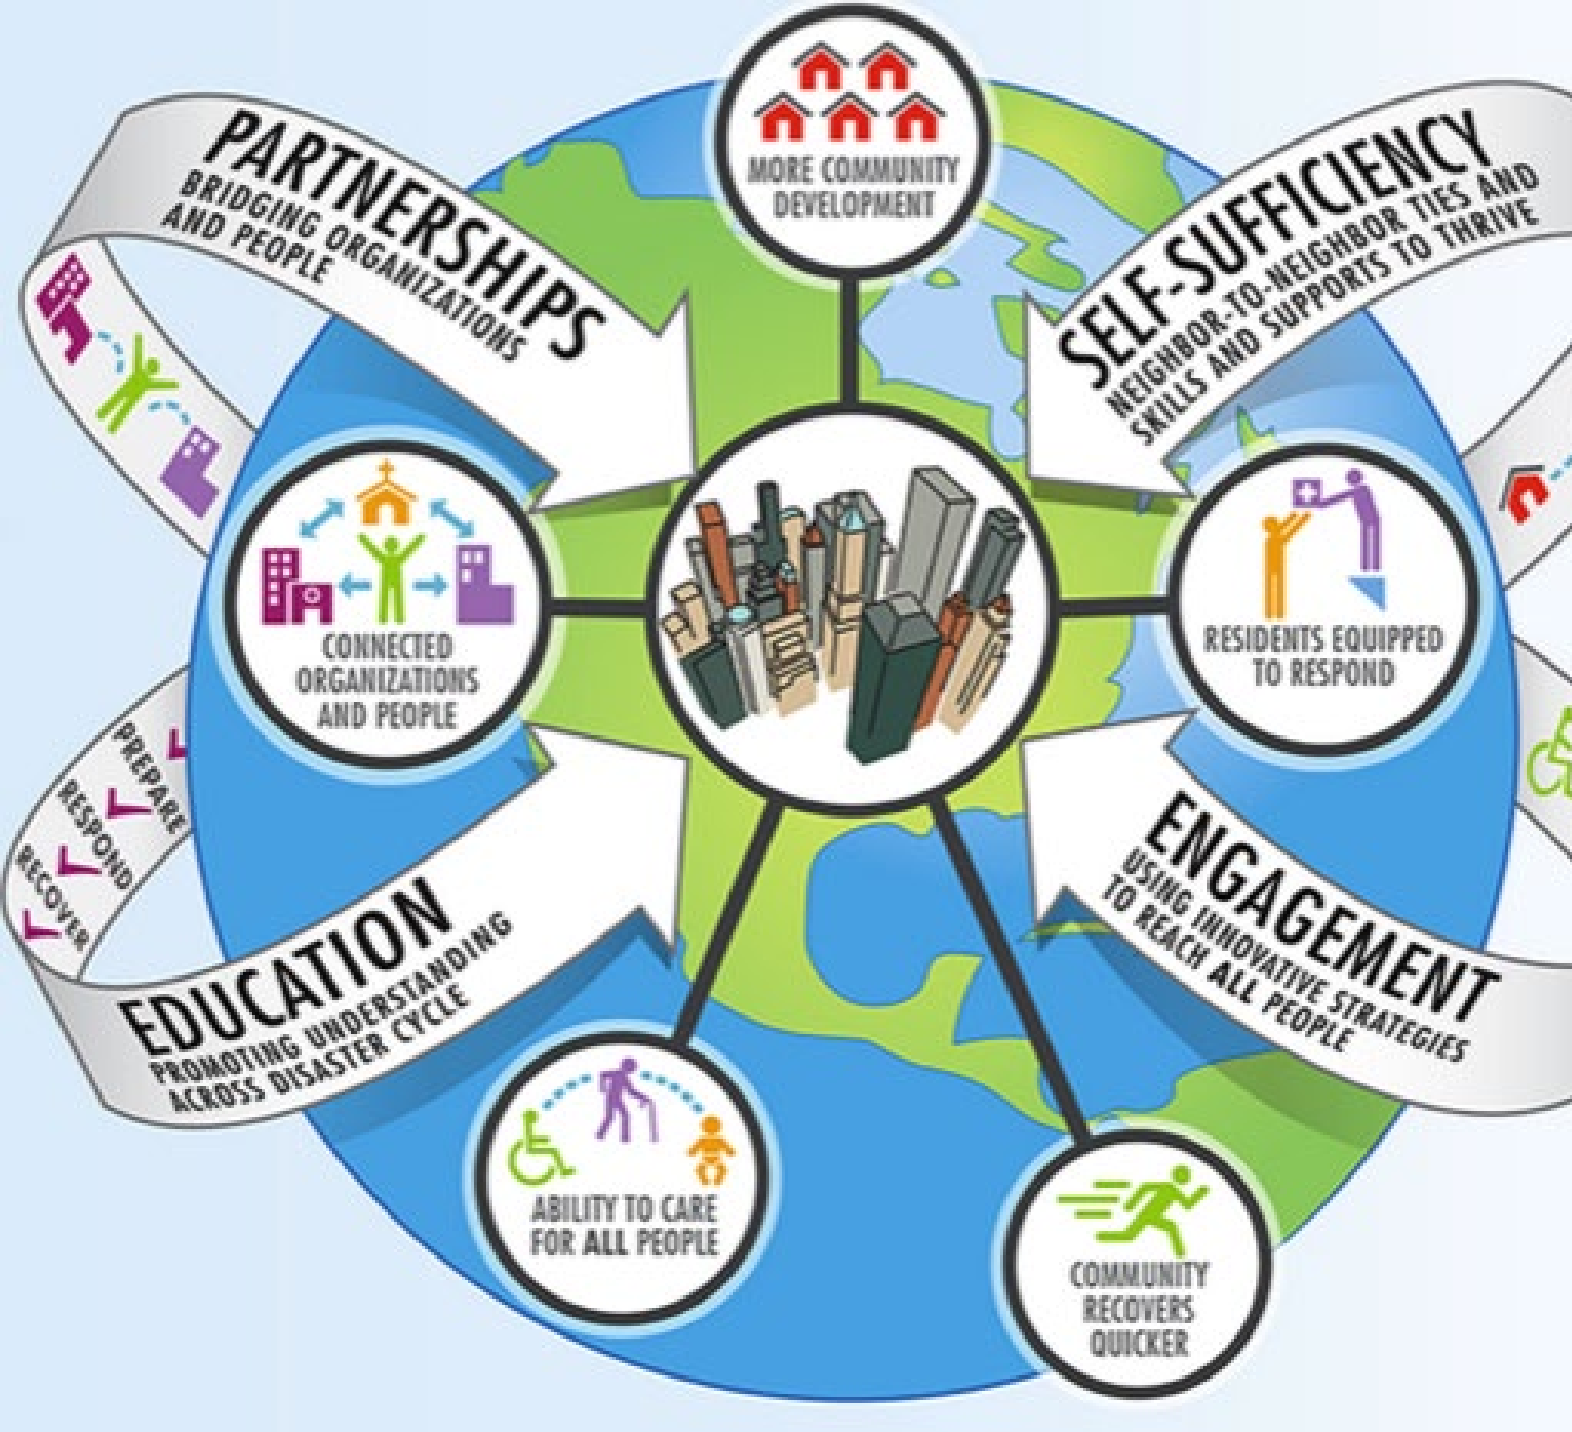 MORE COMMUNITY
DEVELOPMENT
PARTNERSHIPS
BRIDGING ORGANIZATIONS
AND PEOPLE
SELF-SUFFICIENCY
NEIGHBOR-TO-NEIGHBOR TIES AND
SKILLS AND SUPPORTS TO THRIVE
CONNECTED
ORGANIZATIONS
AND PEOPLE
RESIDENTS EQUIPPED
TO RESPOND
PREPARE
RESPOND
RECOVER
EDUCATION
PROMOTING UNDERSTANDING
ACROSS DISASTER CYCLE
ENGAGEMENT
USING INNOVATIVE STRATEGIES
TO REACH ALL PEOPLE
ABILITY TO CARE
FOR ALL PEOPLE
COMMUNITY
RECOVERS
QUICKER